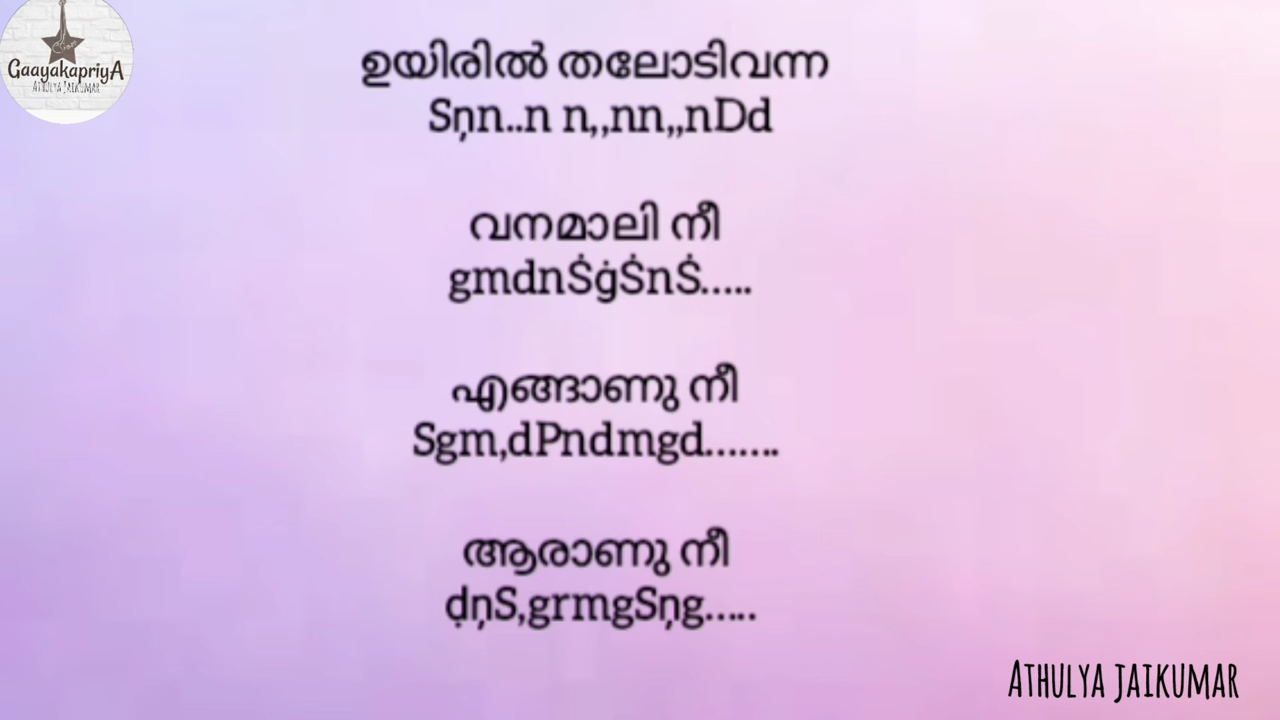 GaayakapriyA
ATHULYA JAIKUMAR
ഉയിരിൽ തലോടിവന്ന
Sṇn..n n,,nn,,nDd
വനമാലി നീ
gmdnṠġṠnṠ.....
എങ്ങാണു നീ
Sgm,dPndmgd.......
ആരാണു നീ
ḍṇS,grmgSṇg.....
ATHULYA JAIKUMAR